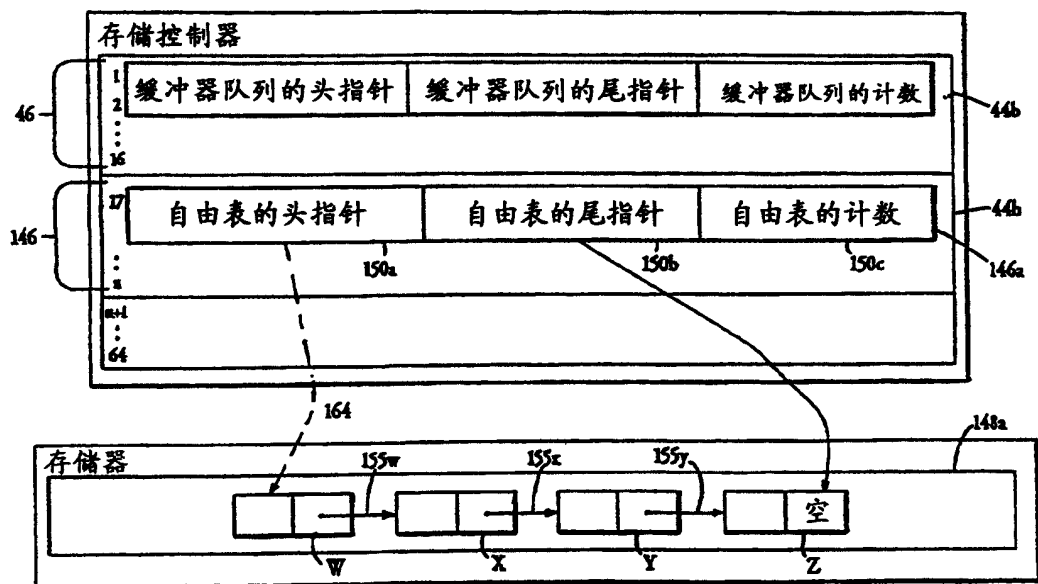 存储控制器
1
缓冲器队列的头指针 缓冲器队列的尾指针 缓冲器队列的计数
2
46
44b
16
17
自由表的头指针 自由表的尾指针 自由表的计数
44b
146
150a 150b 150c 146a
n
n+1
64
164
148a
存储器
155w 155x 155y
空
W X Y Z